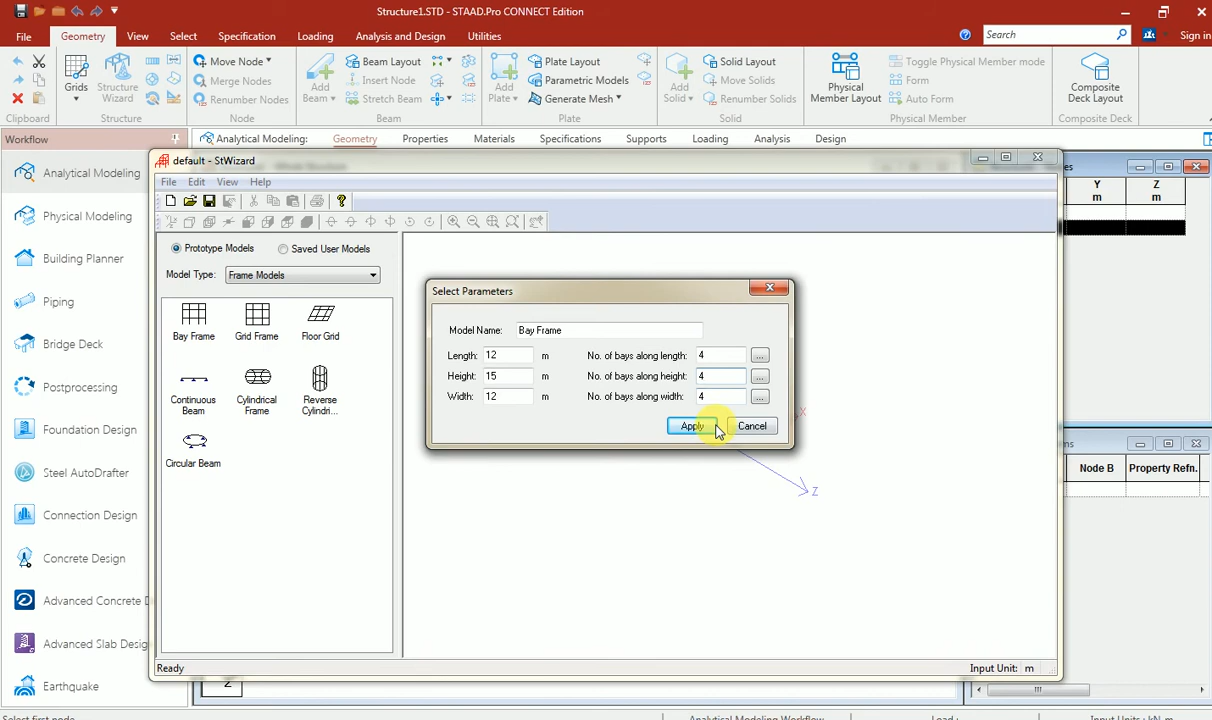 Structure1.STD - STAAD.Pro CONNECT Edition
File Geometry View Select Specification Loading Analysis and Design Utilities Search Sign in
Move Node Beam Layout Plate Layout Solid Layout Toggle Physical Member mode
Merge Nodes Insert Node Parametric Models Move Solids Form
Grids Structure Wizard Renumber Nodes Add Beam Stretch Beam Add Plate Generate Mesh Add Solid Renumber Solids Physical Member Layout Auto Form Composite Deck Layout
Clipboard Structure Node Beam Plate Solid Physical Member Composite Deck
Workflow Analytical Modeling: Geometry Properties Materials Specifications Supports Loading Analysis Design
default - StWizard
Analytical Modeling
File Edit View Help
Y Z
m m
Physical Modeling
Building Planner
Piping
Bridge Deck
Postprocessing
Foundation Design
Steel AutoDrafter
Connection Design
Concrete Design
Advanced Concrete D
Advanced Slab Desig
Earthquake
Prototype Models Saved User Models
Model Type: Frame Models
Bay Frame Grid Frame Floor Grid
Continuous Beam Cylindrical Frame Reverse Cylindri...
Circular Beam
Select Parameters
Model Name: Bay Frame
Length: 12 m No. of bays along length: 4 ...
Height: 15 m No. of bays along height: 4 ...
Width: 12 m No. of bays along width: 4 ...
Apply Cancel
X
Z
Node B Property Refn.
Ready Input Unit: m
2